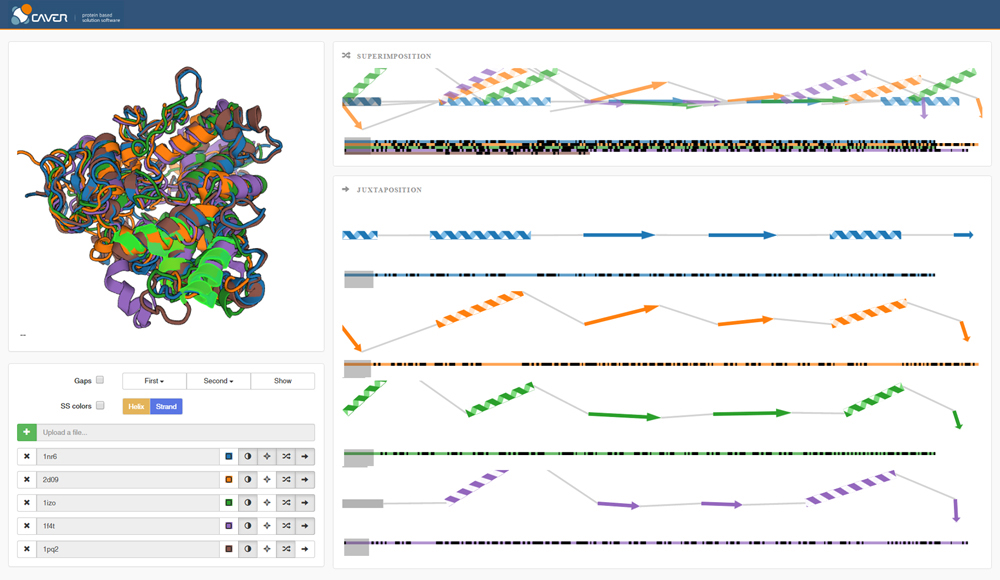 CAVER
protein based
solution software
SUPERIMPOSITION
JUXTAPOSITION
--
Gaps
First
Second
Show
SS colors
Helix
Strand
Upload a file...
1nr6
2d09
1izo
1f4t
1pq2